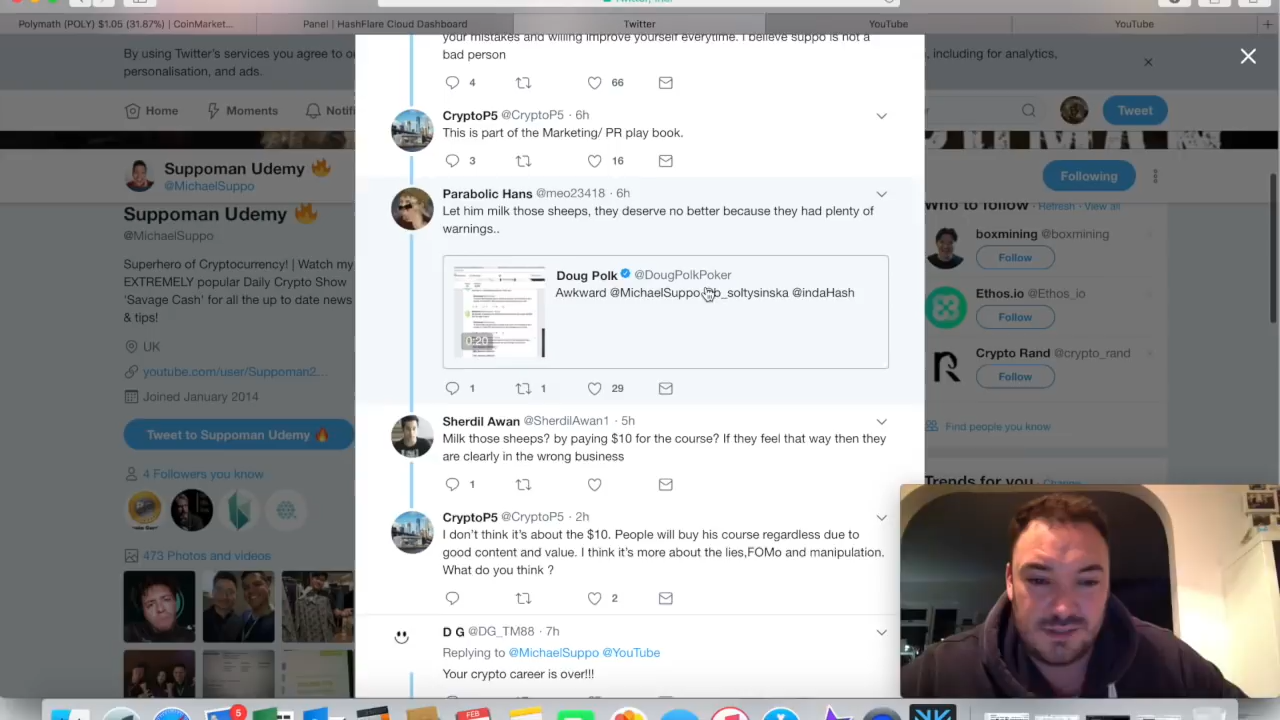 Polymath (POLY) $1.05 (31.87%) | CoinMarket...
Panel | HashFlare Cloud Dashboard
Twitter
YouTube
YouTube
By using Twitter's services you agree to o
personalisation, and ads.
, including for analytics,
Home
Moments
Notifi
Tweet
Suppoman Udemy
@MichaelSuppo
Following
Suppoman Udemy
@MichaelSuppo
Superhero of Cryptocurrency! | Watch my
EXTREMELY popular Daily Crypto Show
'Savage Cash
the up to date news
& tips!
UK
youtube.com/user/Suppoman2...
Joined January 2014
Tweet to Suppoman Udemy
4 Followers you know
473 Photos and videos
your mistakes and willing improve yourself everytime. I believe suppo is not a
bad person
4
66
CryptoP5 @CryptoP5 · 6h
This is part of the Marketing/ PR play book.
3
16
Parabolic Hans @meo23418 · 6h
Let him milk those sheeps, they deserve no better because they had plenty of
warnings..
Doug Polk @DougPolkPoker
Awkward @MichaelSuppo b_soltysinska @indaHash
0:20
1
1
29
Sherdil Awan @SherdilAwan1 · 5h
Milk those sheeps? by paying $10 for the course? If they feel that way then they
are clearly in the wrong business
1
CryptoP5 @CryptoP5 · 2h
I don't think it's about the $10. People will buy his course regardless due to
good content and value. I think it's more about the lies,FOMo and manipulation.
What do you think ?
2
D G @DG_TM88 · 7h
Replying to @MichaelSuppo @YouTube
Your crypto career is over!!!
Who to follow · Refresh · View all
boxmining @boxmining
Follow
Ethos.io @Ethos_io
Follow
Crypto Rand @crypto_rand
Follow
Find people you know
Trends for you · Change
5
FEB